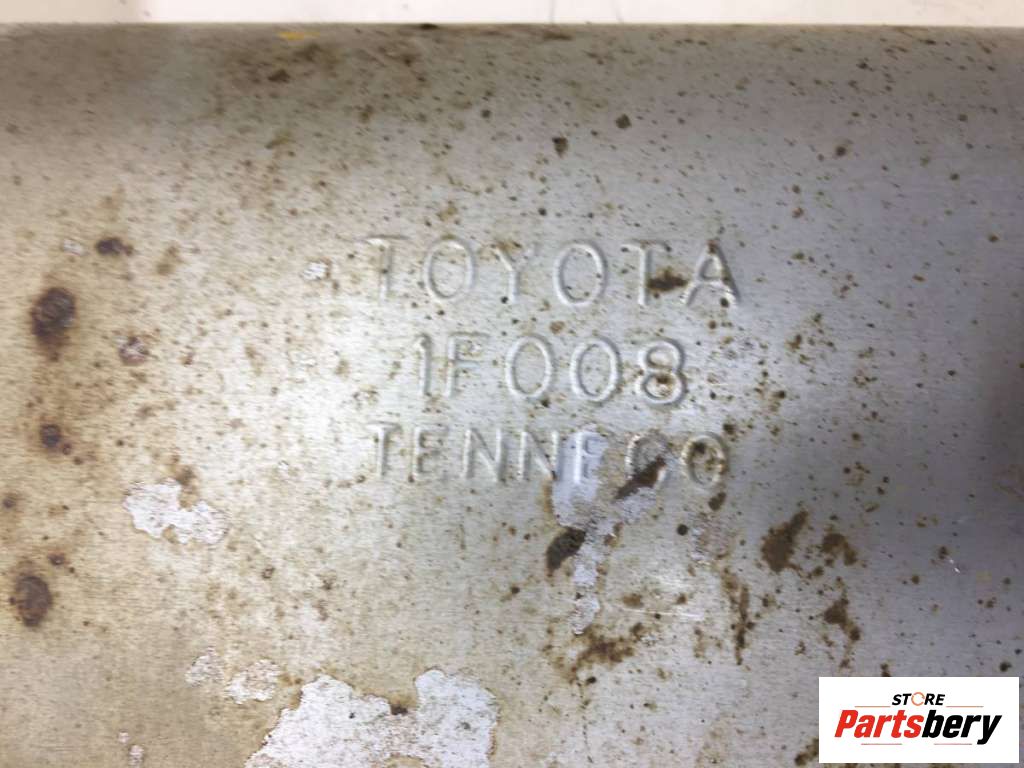 TOYOTA
1F008
TENNECO
STORE
Partsbery